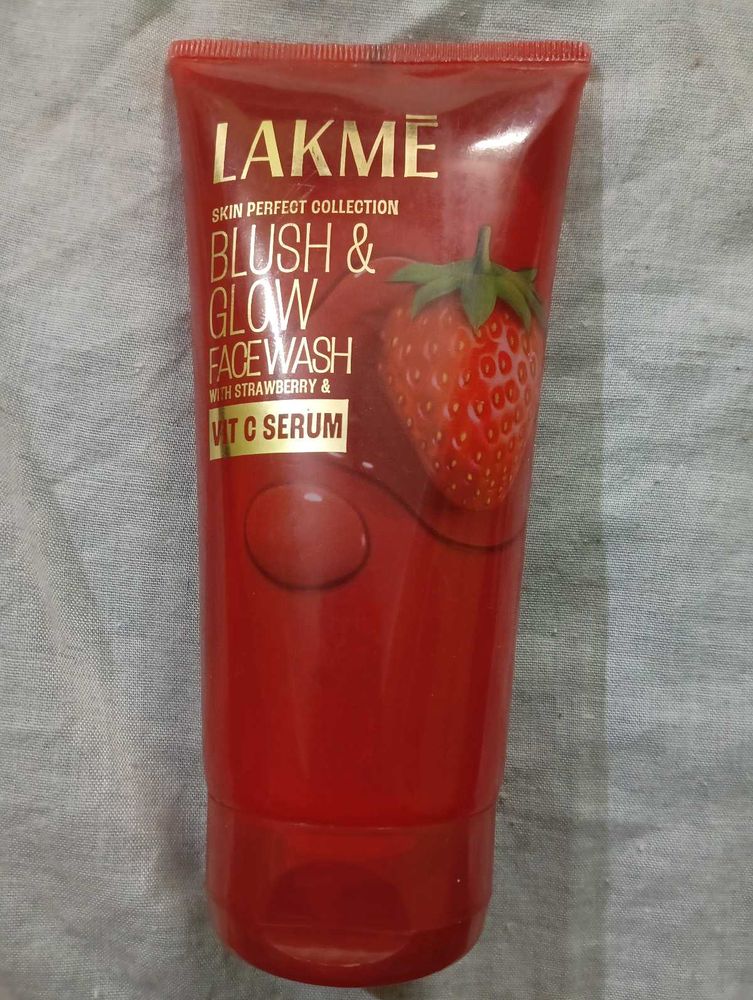 LAKMĒ
SKIN PERFECT COLLECTION
BLUSH &
GLOW
FACEWASH
WITH STRAWBERRY &
VIT C SERUM